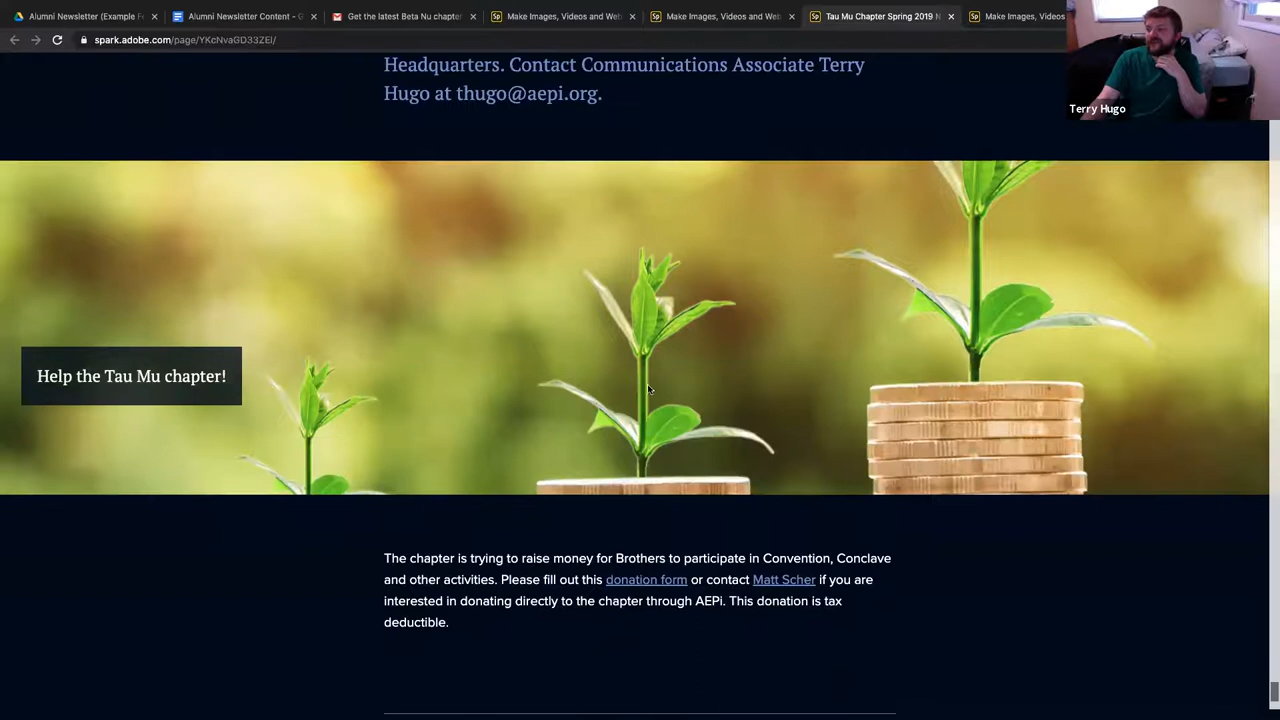 Alumni Newsletter (Example F
Alumni Newsletter Content - G
Get the latest Beta Nu chapter
Make Images, Videos and Web
Make Images, Videos and Web
Tau Mu Chapter Spring 2019 N
Make Images, Videos
spark.adobe.com/page/YKcNvaGD33ZEI/
Terry Hugo
Headquarters. Contact Communications Associate Terry
Hugo at thugo@aepi.org.
Help the Tau Mu chapter!
The chapter is trying to raise money for Brothers to participate in Convention, Conclave
and other activities. Please fill out this donation form or contact Matt Scher if you are
interested in donating directly to the chapter through AEPi. This donation is tax
deductible.